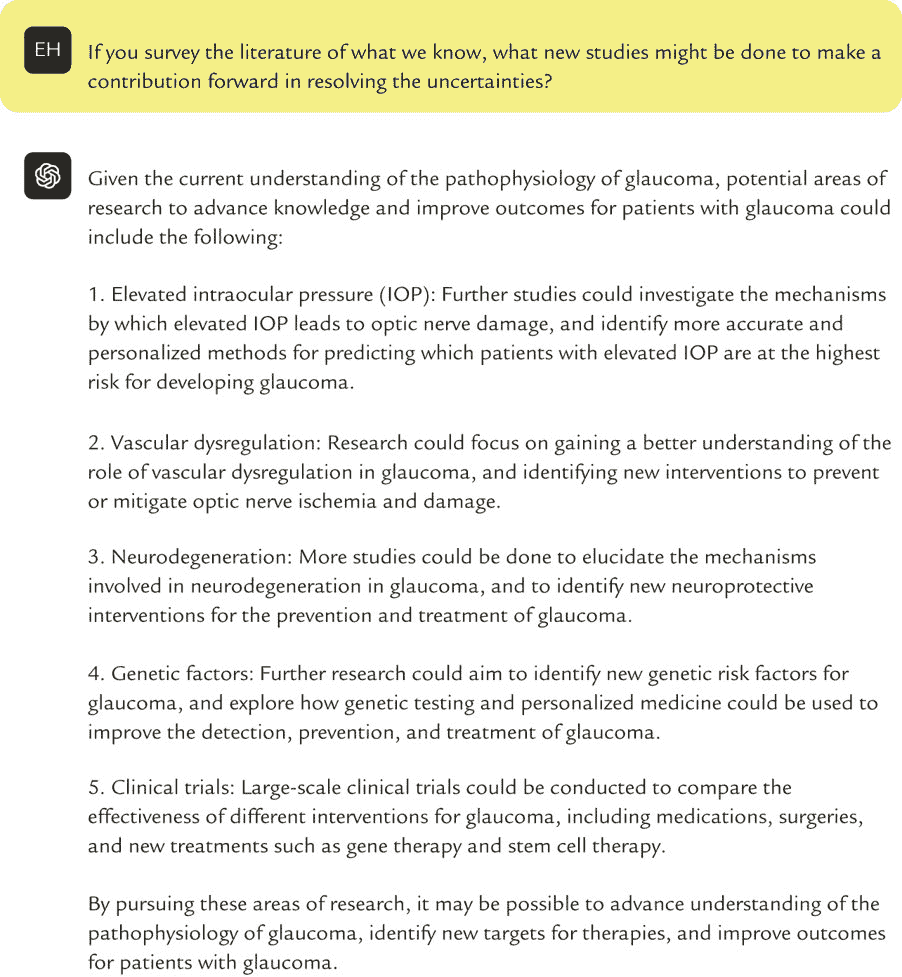 EH
If you survey the literature of what we know, what new studies might be done to make a
contribution forward in resolving the uncertainties?
Given the current understanding of the pathophysiology of glaucoma, potential areas of
research to advance knowledge and improve outcomes for patients with glaucoma could
include the following:
1. Elevated intraocular pressure (IOP): Further studies could investigate the mechanisms
by which elevated IOP leads to optic nerve damage, and identify more accurate and
personalized methods for predicting which patients with elevated IOP are at the highest
risk for developing glaucoma.
2. Vascular dysregulation: Research could focus on gaining a better understanding of the
role of vascular dysregulation in glaucoma, and identifying new interventions to prevent
or mitigate optic nerve ischemia and damage.
3. Neurodegeneration: More studies could be done to elucidate the mechanisms
involved in neurodegeneration in glaucoma, and to identify new neuroprotective
interventions for the prevention and treatment of glaucoma.
4. Genetic factors: Further research could aim to identify new genetic risk factors for
glaucoma, and explore how genetic testing and personalized medicine could be used to
improve the detection, prevention, and treatment of glaucoma.
5. Clinical trials: Large-scale clinical trials could be conducted to compare the
effectiveness of different interventions for glaucoma, including medications, surgeries,
and new treatments such as gene therapy and stem cell therapy.
By pursuing these areas of research, it may be possible to advance understanding of the
pathophysiology of glaucoma, identify new targets for therapies, and improve outcomes
for patients with glaucoma.